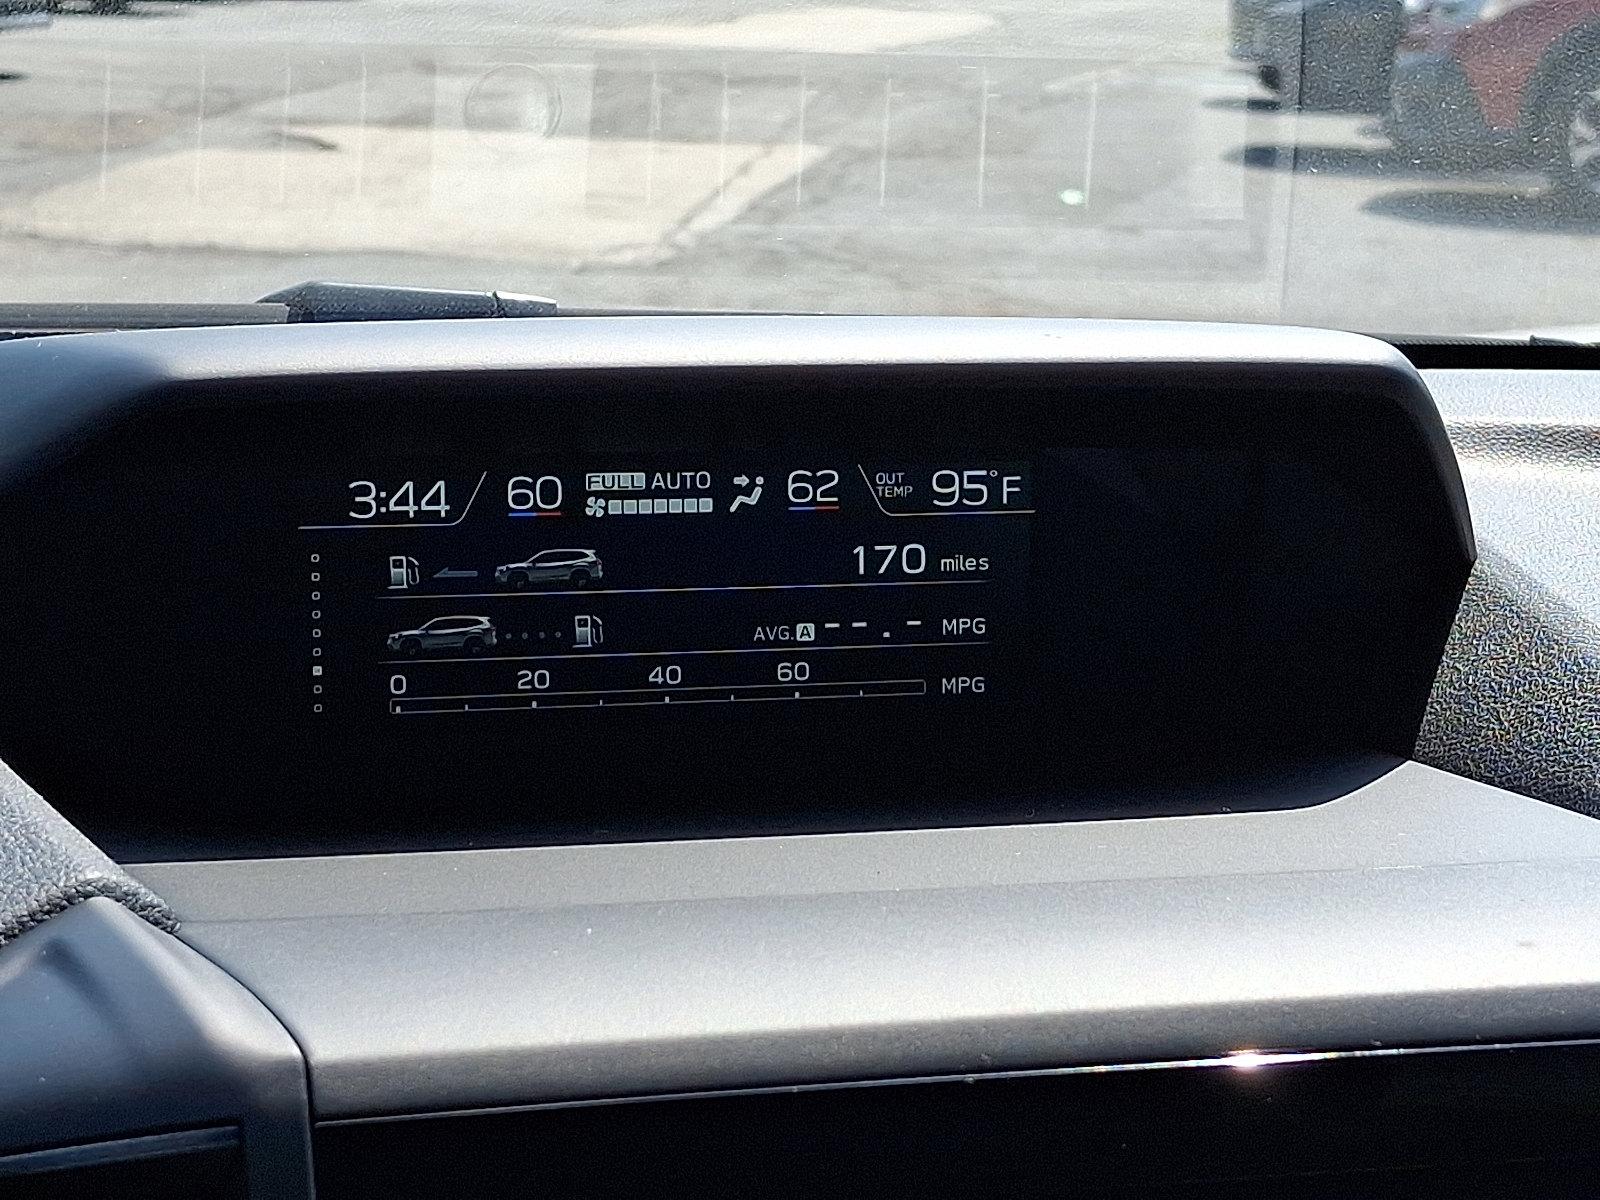 3:44 60 FULL AUTO 62 OUT TEMP 95°F
170 miles
AVG. A --.- MPG
0 20 40 60 MPG